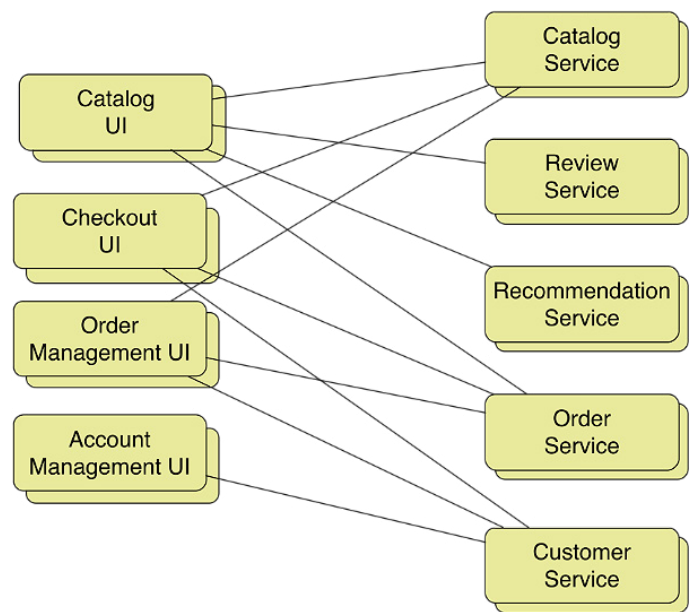 Catalog
UI
Checkout
UI
Order
Management UI
Account
Management UI
Catalog
Service
Review
Service
Recommendation
Service
Order
Service
Customer
Service